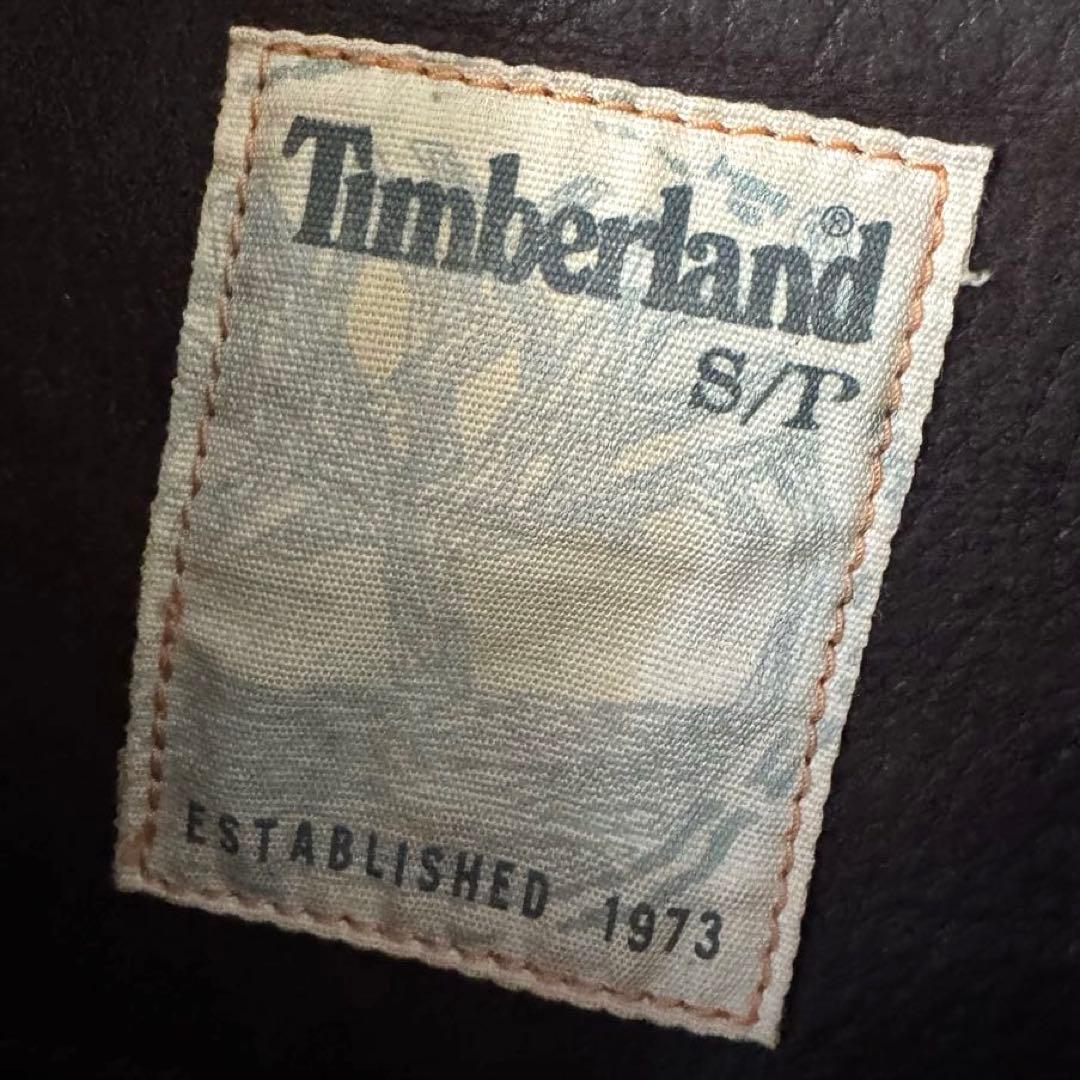 Timberland®
S/P
ESTABLISHED 1973